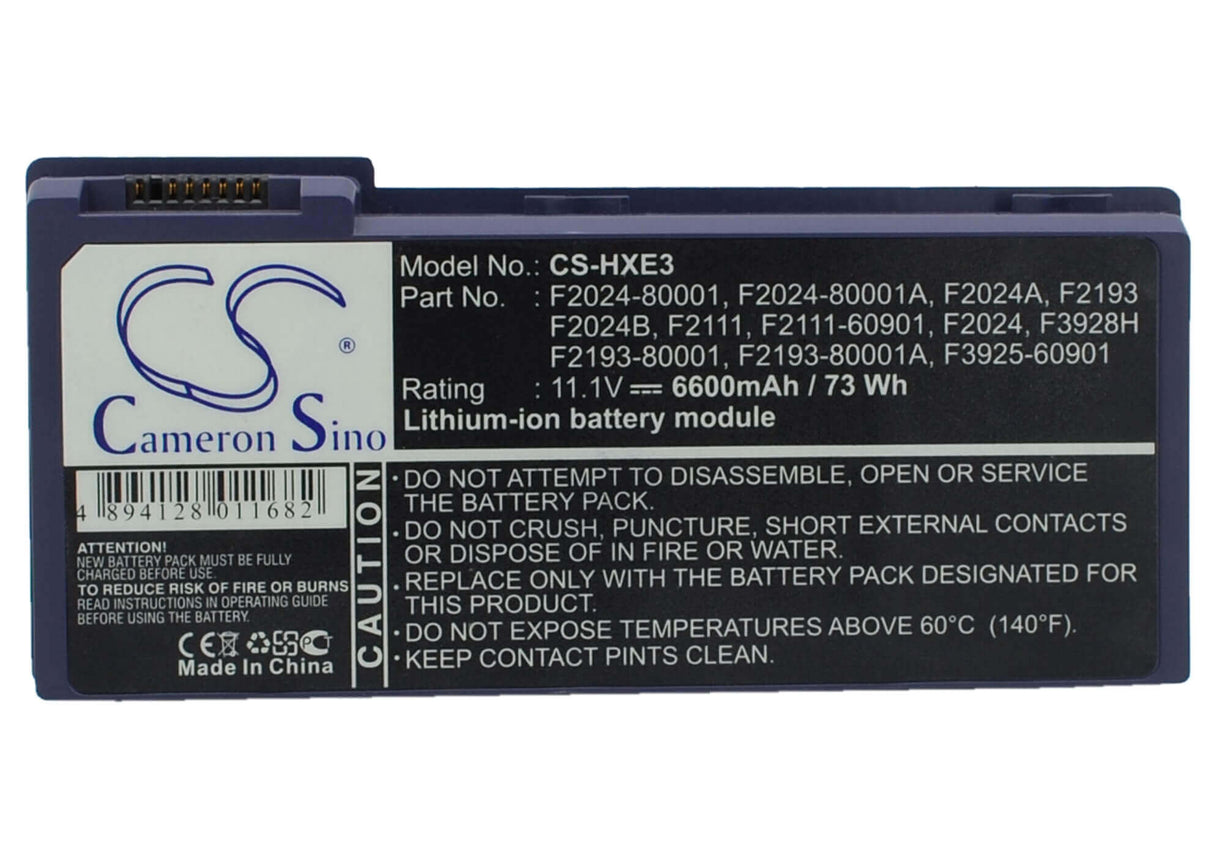 CS
®
Cameron Sino
Model No.: CS-HXE3
Part No. : F2024-80001, F2024-80001A, F2024A, F2193
F2024B, F2111, F2111-60901, F2024, F3928H
F2193-80001, F2193-80001A, F3925-60901
Rating : 11.1V 6600mAh / 73 Wh
Lithium-ion battery module
4 894128 011682
ATTENTION!
NEW BATTERY PACK MUST BE FULLY
CHARGED BEFORE USE.
TO REDUCE RISK OF FIRE OR BURNS
READ INSTRUCTIONS IN OPERATING GUIDE
BEFORE USING THE BATTERY.
CE
Made In China
CAUTION
· DO NOT ATTEMPT TO DISASSEMBLE, OPEN OR SERVICE
THE BATTERY PACK.
· DO NOT CRUSH, PUNCTURE, SHORT EXTERNAL CONTACTS
OR DISPOSE OF IN FIRE OR WATER.
· REPLACE ONLY WITH THE BATTERY PACK DESIGNATED FOR
THIS PRODUCT.
· DO NOT EXPOSE TEMPERATURES ABOVE 60°C (140°F).
· KEEP CONTACT PINTS CLEAN.